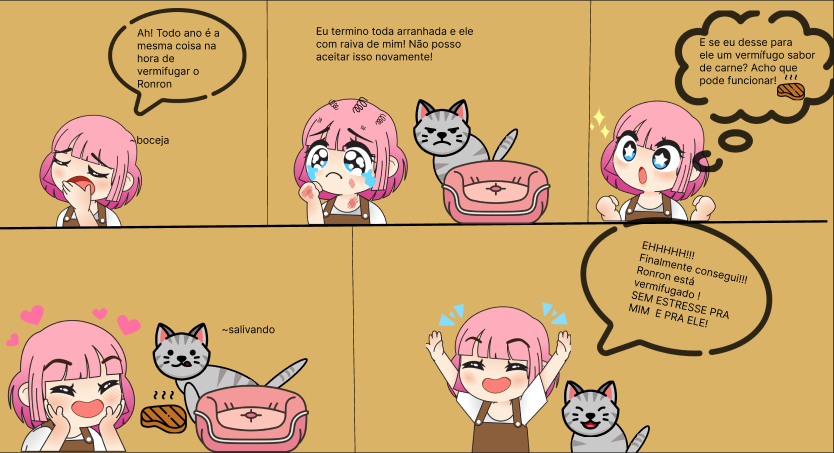 Ah! Todo ano é a
mesma coisa na
hora de
vermifugar o
Ronron
~boceja
Eu termino toda arranhada e ele
com raiva de mim! Não posso
aceitar isso novamente!
E se eu desse para
ele um vermífugo sabor
de carne? Acho que
pode funcionar!
~salivando
EHHHHH!!!
Finalmente consegui!!!
Ronron está
vermifugado !
SEM ESTRESSE PRA
MIM E PRA ELE!